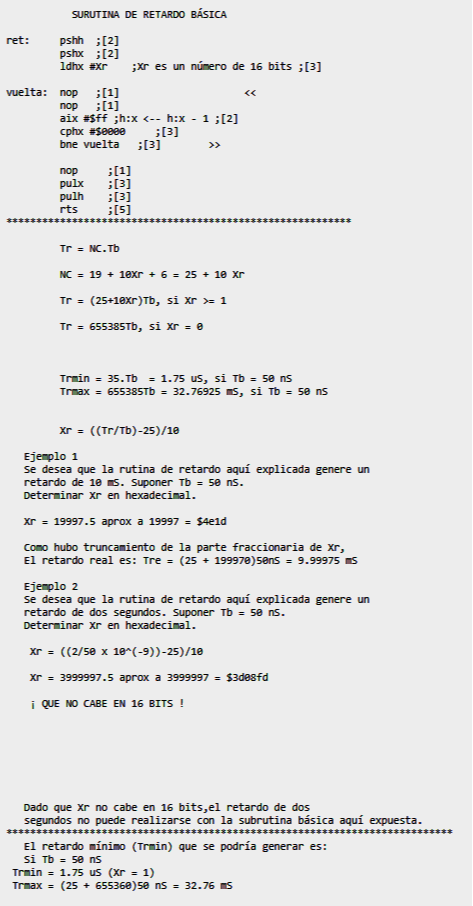 SURUTINA DE RETARDO BÁSICA
ret: pshh ;[2]
pshx ;[2]
ldhx #Xr ;Xr es un número de 16 bits ;[3]
vuelta: nop ;[1] <<
nop ;[1]
aix #$ff ;h:x <-- h:x - 1 ;[2]
cphx #$0000 ;[3]
bne vuelta ;[3] >>
nop ;[1]
pulx ;[3]
pulh ;[3]
rts ;[5]
**********************************************************
Tr = NC.Tb
NC = 19 + 10Xr + 6 = 25 + 10 Xr
Tr = (25+10Xr)Tb, si Xr >= 1
Tr = 655385Tb, si Xr = 0
Trmin = 35.Tb = 1.75 uS, si Tb = 50 nS
Trmax = 655385Tb = 32.76925 mS, si Tb = 50 nS
Xr = ((Tr/Tb)-25)/10
Ejemplo 1
Se desea que la rutina de retardo aquí explicada genere un
retardo de 10 mS. Suponer Tb = 50 nS.
Determinar Xr en hexadecimal.
Xr = 19997.5 aprox a 19997 = $4e1d
Como hubo truncamiento de la parte fraccionaria de Xr,
El retardo real es: Tre = (25 + 199970)50nS = 9.99975 mS
Ejemplo 2
Se desea que la rutina de retardo aquí explicada genere un
retardo de dos segundos. Suponer Tb = 50 nS.
Determinar Xr en hexadecimal.
Xr = ((2/50 x 10^(-9))-25)/10
Xr = 3999997.5 aprox a 3999997 = $3d08fd
¡ QUE NO CABE EN 16 BITS !
Dado que Xr no cabe en 16 bits,el retardo de dos
segundos no puede realizarse con la subrutina básica aquí expuesta.
***************************************************************************
El retardo mínimo (Trmin) que se podría generar es:
Si Tb = 50 nS
Trmin = 1.75 uS (Xr = 1)
Trmax = (25 + 655360)50 nS = 32.76 mS